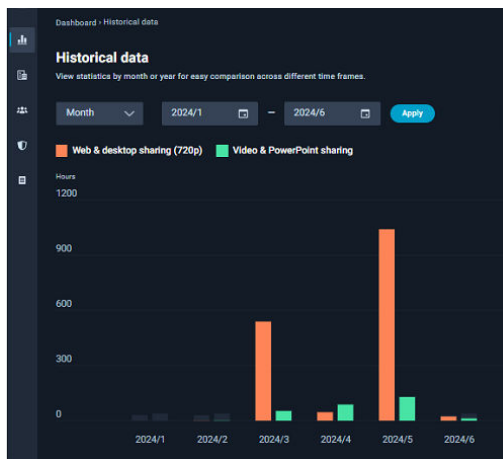 Dashboard › Historical data
Historical data
View statistics by month or year for easy comparison across different time frames.
Month 2024/1 – 2024/6 Apply
Web & desktop sharing (720p) Video & PowerPoint sharing
Hours
1200
900
600
300
0
2024/1 2024/2 2024/3 2024/4 2024/5 2024/6